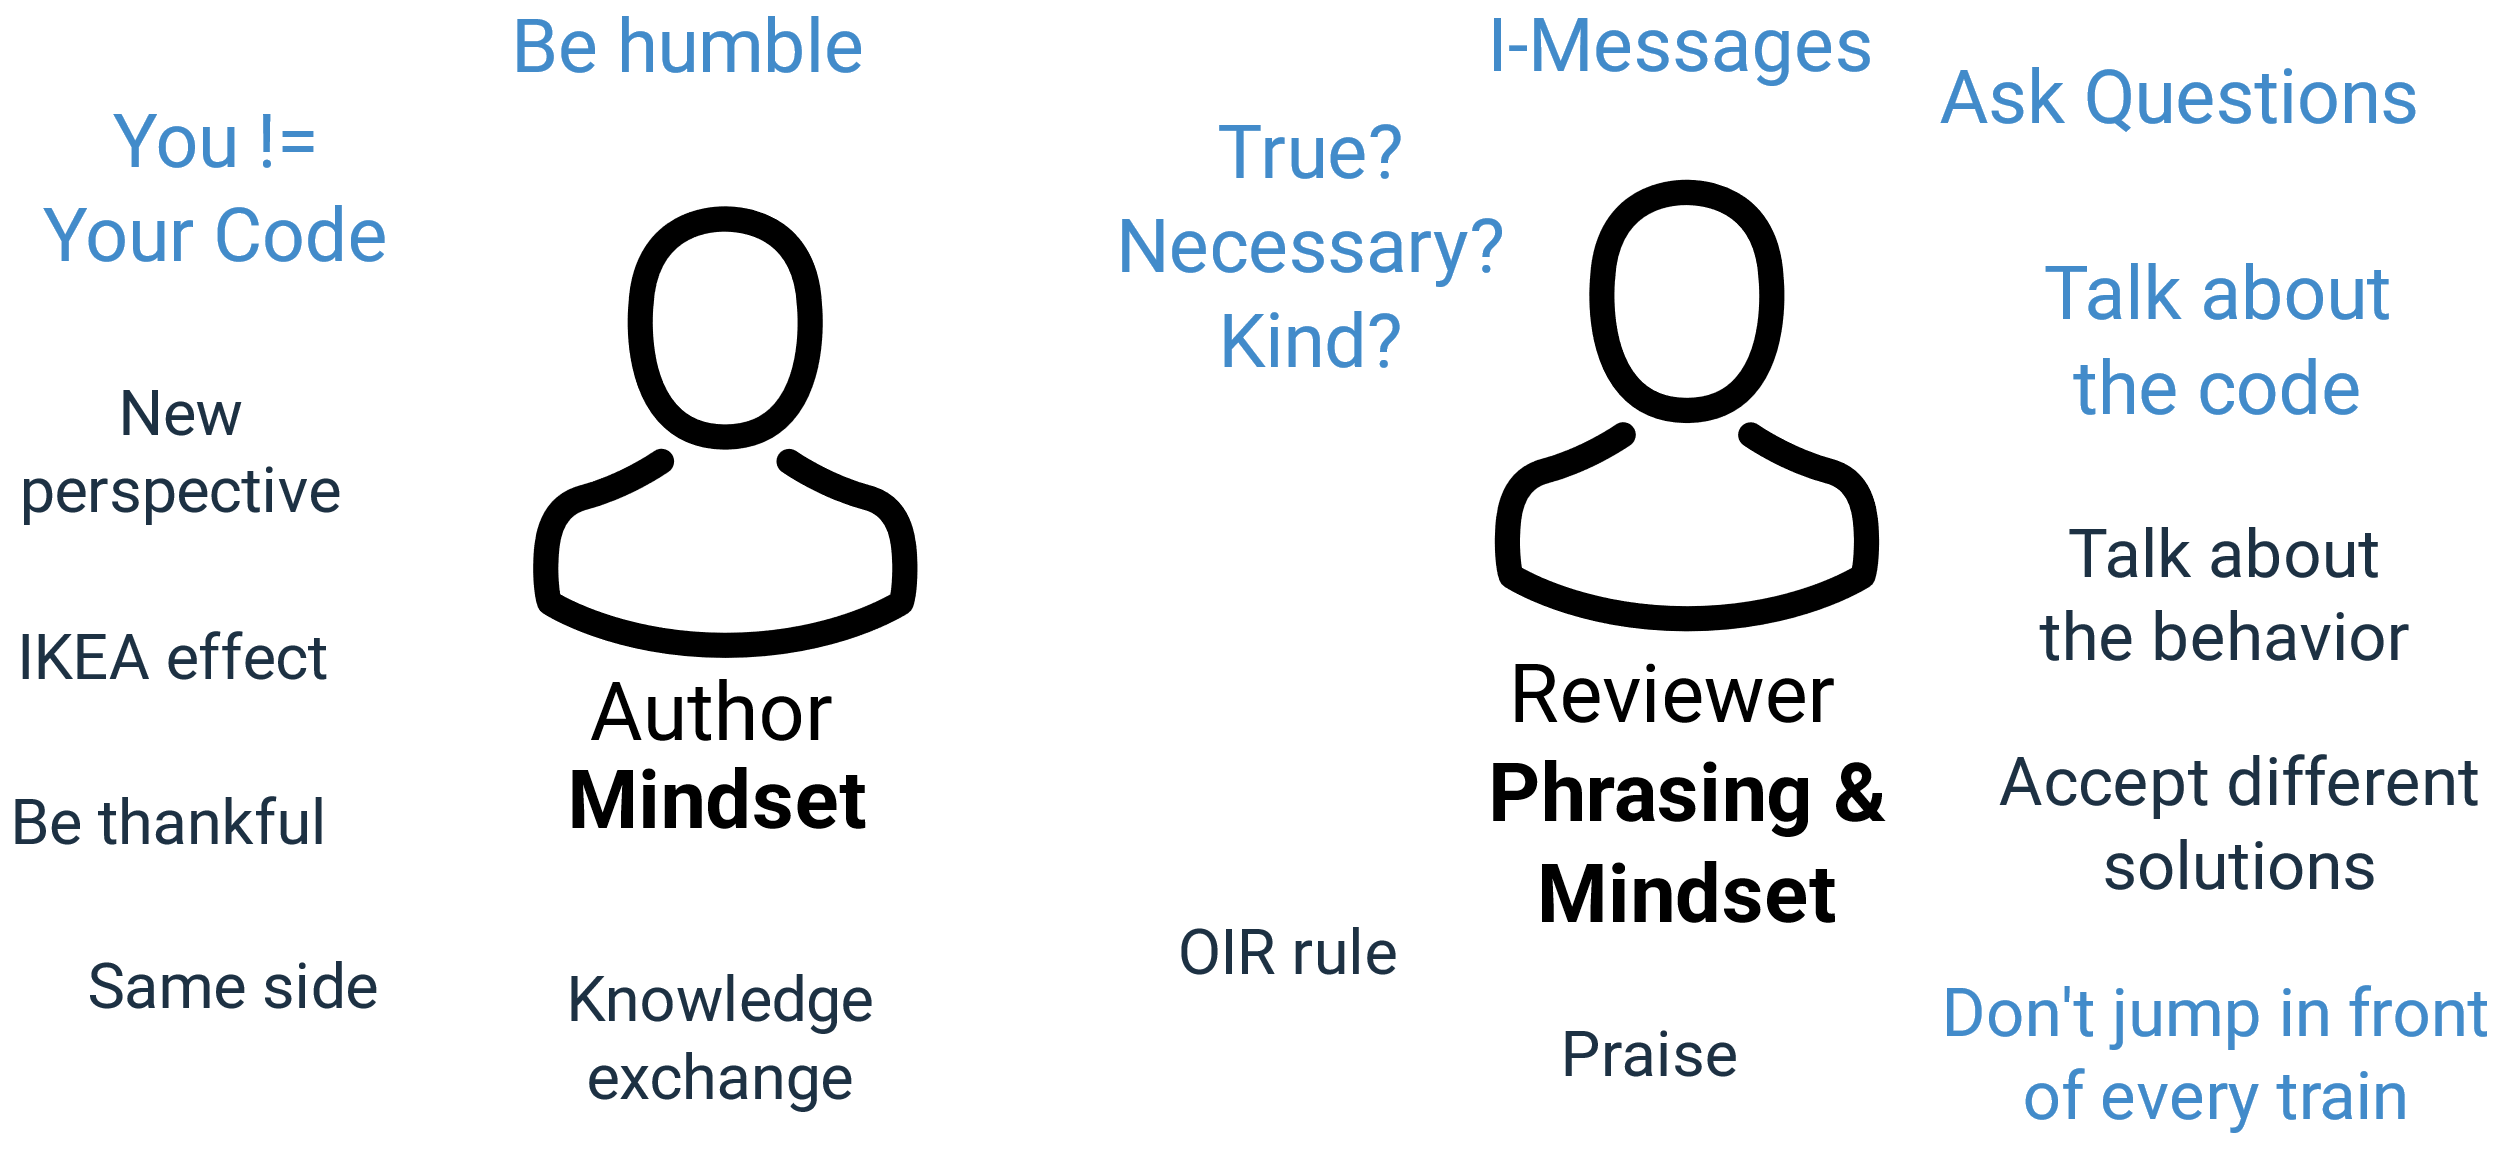 Be humble
You !=
Your Code
New
perspective
IKEA effect
Be thankful
Same side
Author
Mindset
Knowledge
exchange
I-Messages
Ask Questions
True?
Necessary?
Kind?
Talk about
the code
Talk about
the behavior
Reviewer
Phrasing &
Mindset
Accept different
solutions
OIR rule
Praise
Don't jump in front
of every train